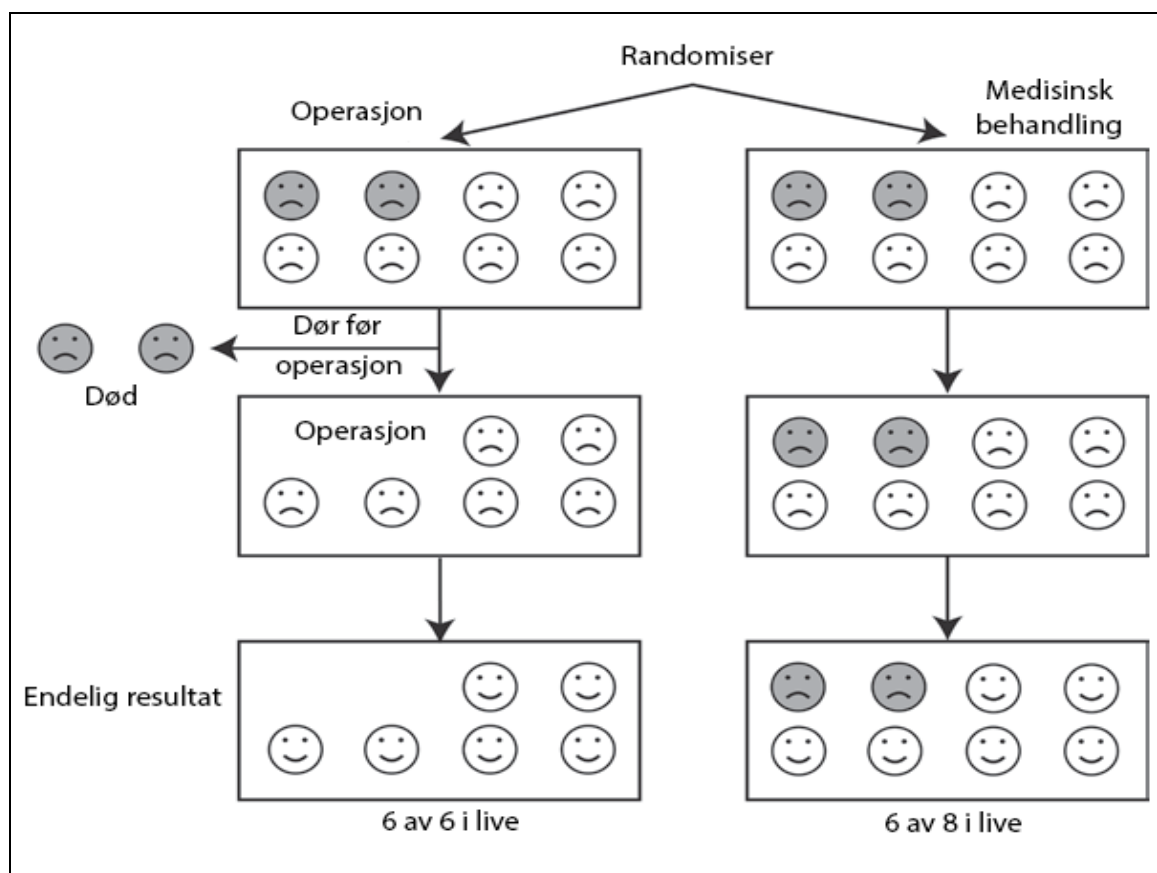 Randomiser
Operasjon
Medisinsk
behandling
Dør før
operasjon
Død
Operasjon
Endelig resultat
6 av 6 i live
6 av 8 i live